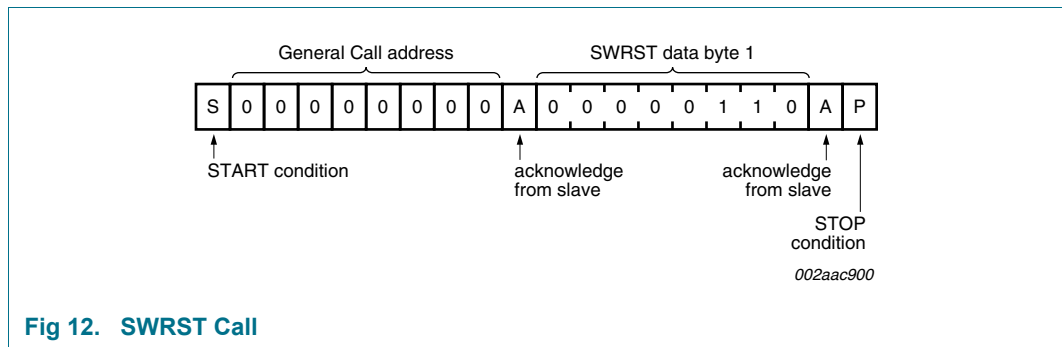 General Call address SWRST data byte 1
S 0 0 0 0 0 0 0 0 A 0 0 0 0 0 1 1 0 A P
START condition acknowledge from slave acknowledge from slave
STOP condition
002aac900
Fig 12. SWRST Call